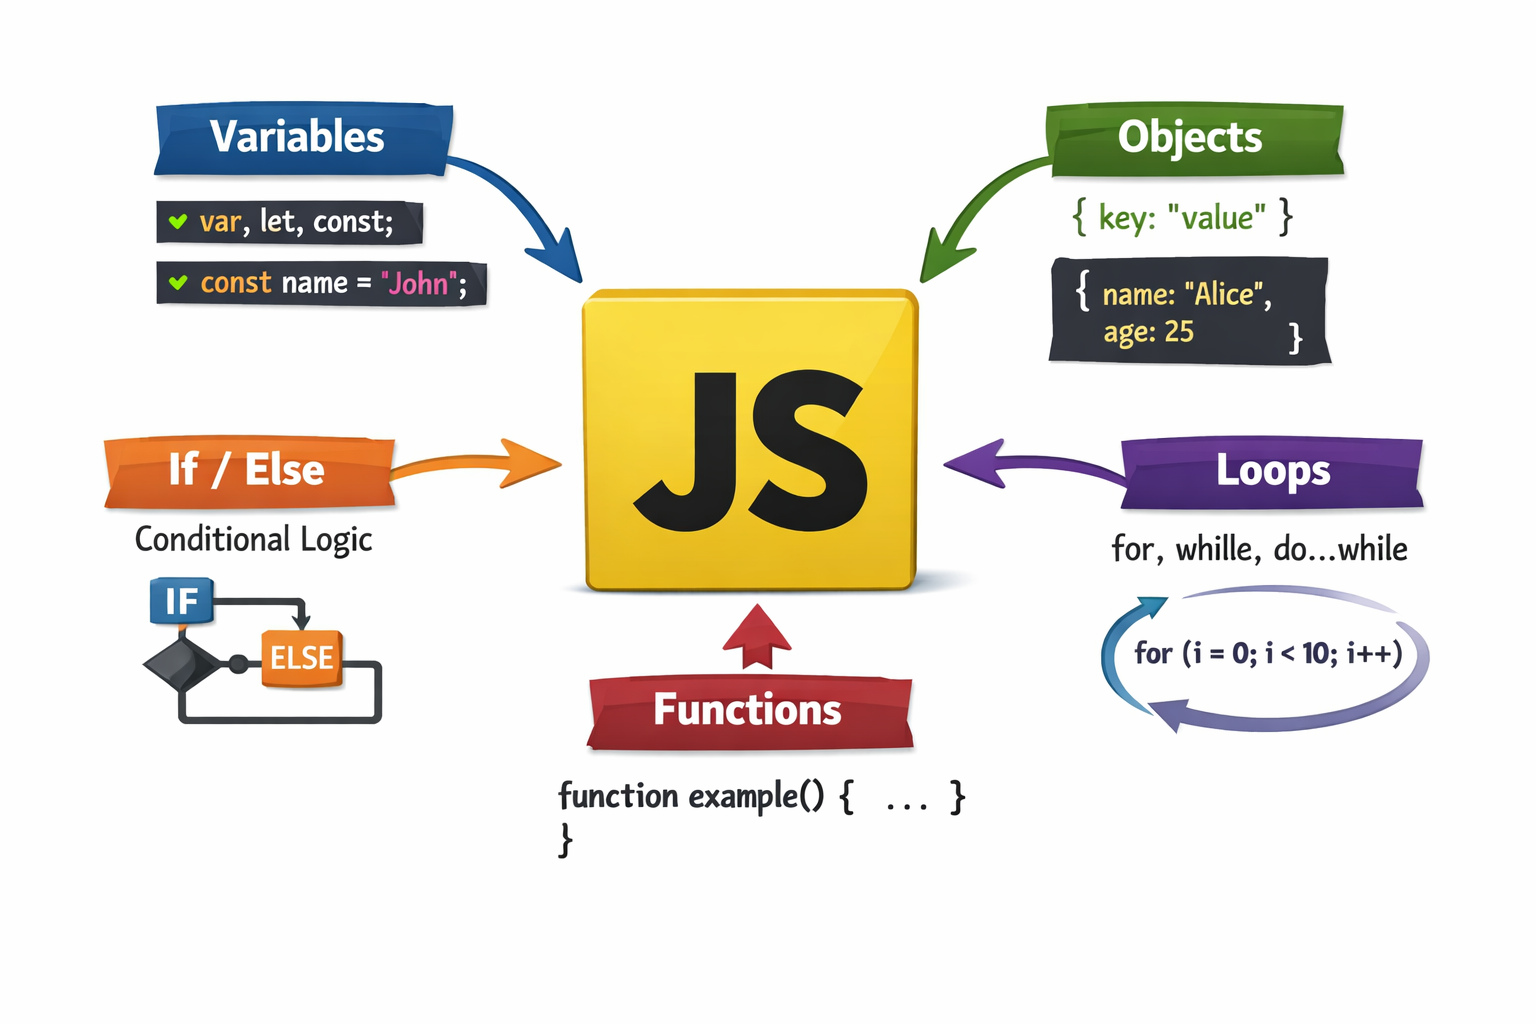 Variables
var, let, const;
const name = "John";
Objects
{ key: "value" }
{ name: "Alice",
age: 25 }
JS
If / Else
Conditional Logic
IF
ELSE
Loops
for, whille, do...while
for (i = 0; i < 10; i++)
Functions
function example() { ... }
}